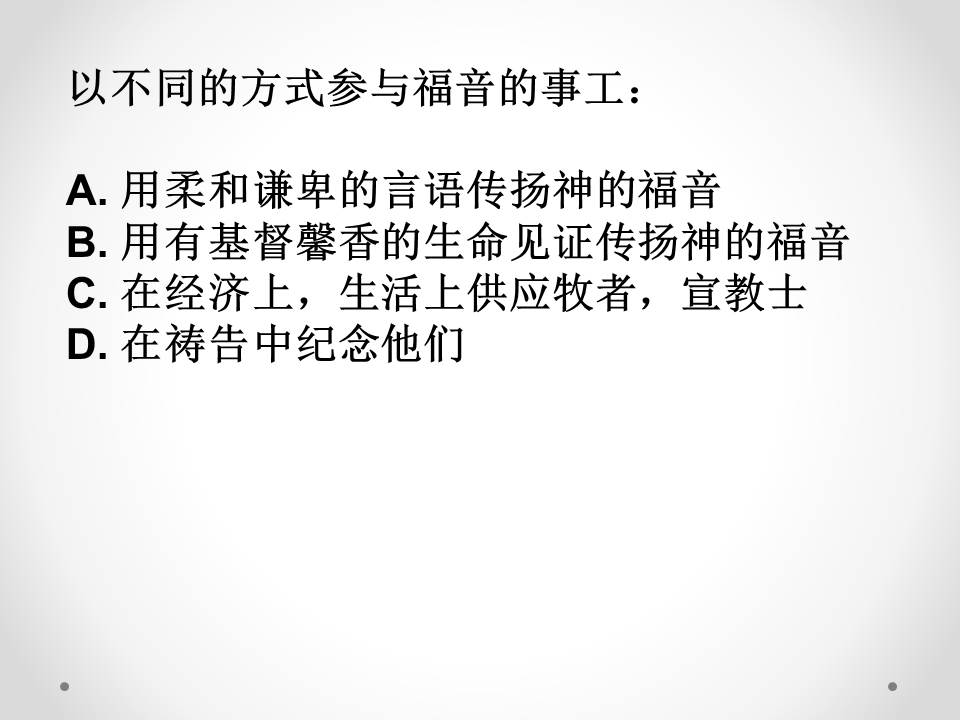 以不同的方式参与福音的事工：
A. 用柔和谦卑的言语传扬神的福音
B. 用有基督馨香的生命见证传扬神的福音
C. 在经济上，生活上供应牧者，宣教士
D. 在祷告中纪念他们